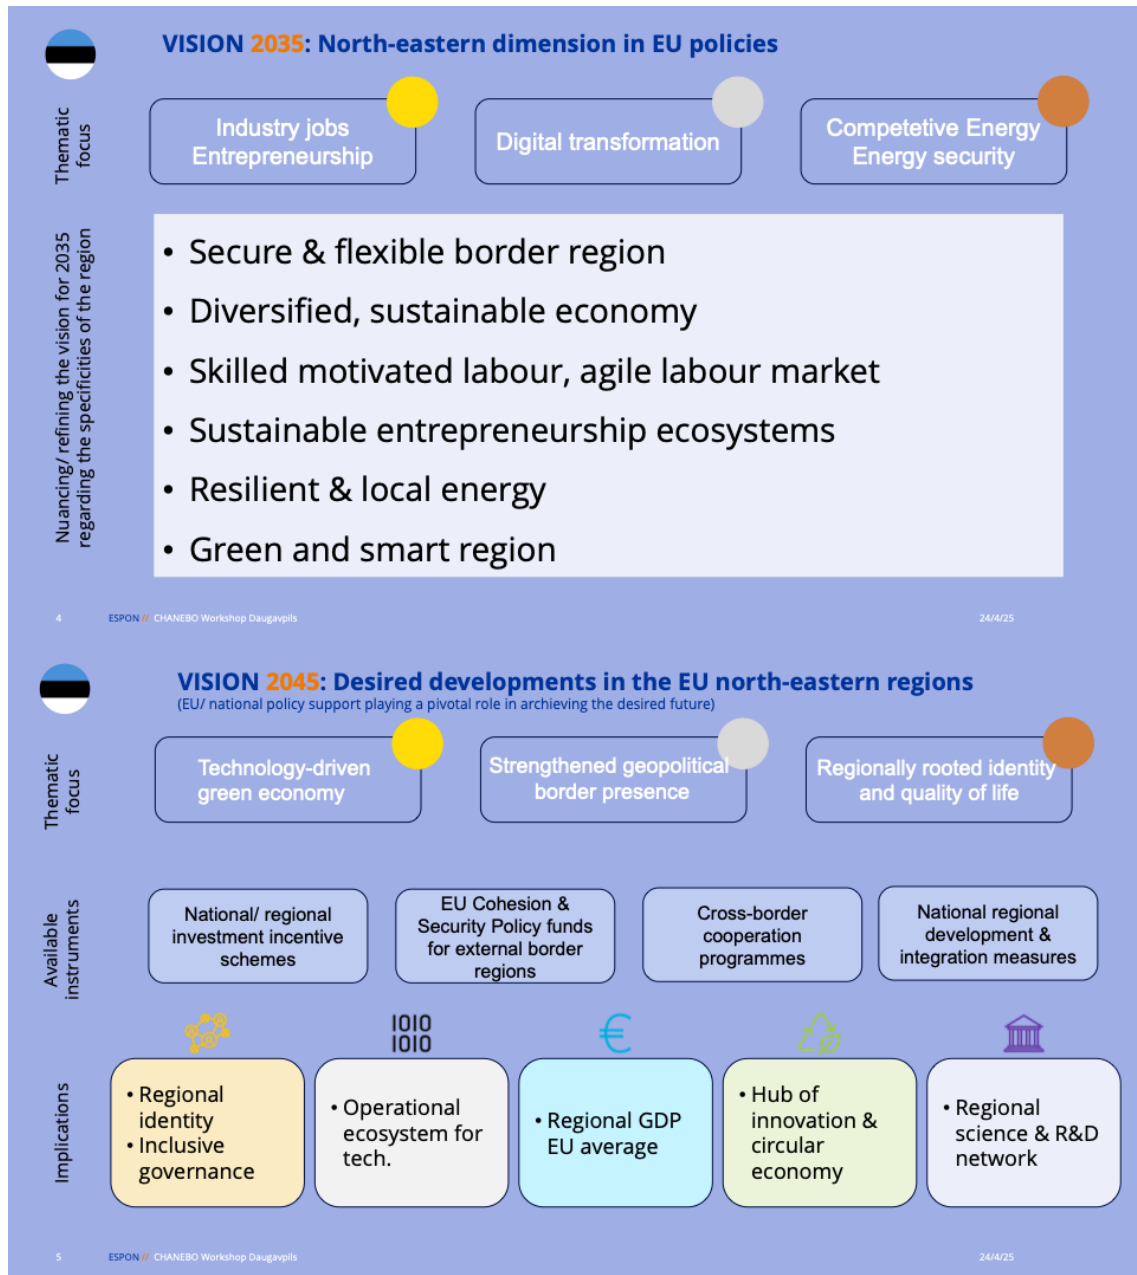 VISION 2035: North-eastern dimension in EU policies
Thematic
focus
Industry jobs
Entrepreneurship
Digital transformation
Competetive Energy
Energy security
Nuancing/ refining the vision for 2035
regarding the specificities of the region
• Secure & flexible border region
• Diversified, sustainable economy
• Skilled motivated labour, agile labour market
• Sustainable entrepreneurship ecosystems
• Resilient & local energy
• Green and smart region
4 ESPON // CHANEBO Workshop Daugavpils 24/4/25
VISION 2045: Desired developments in the EU north-eastern regions
(EU/ national policy support playing a pivotal role in archieving the desired future)
Thematic
focus
Technology-driven
green economy
Strengthened geopolitical
border presence
Regionally rooted identity
and quality of life
Available
instruments
National/ regional
investment incentive
schemes
EU Cohesion &
Security Policy funds
for external border
regions
Cross-border
cooperation
programmes
National regional
development &
integration measures
IOIO
IOIO
€
Implications
• Regional
identity
• Inclusive
governance
• Operational
ecosystem for
tech.
• Regional GDP
EU average
• Hub of
innovation &
circular
economy
• Regional
science & R&D
network
5 ESPON // CHANEBO Workshop Daugavpils 24/4/25